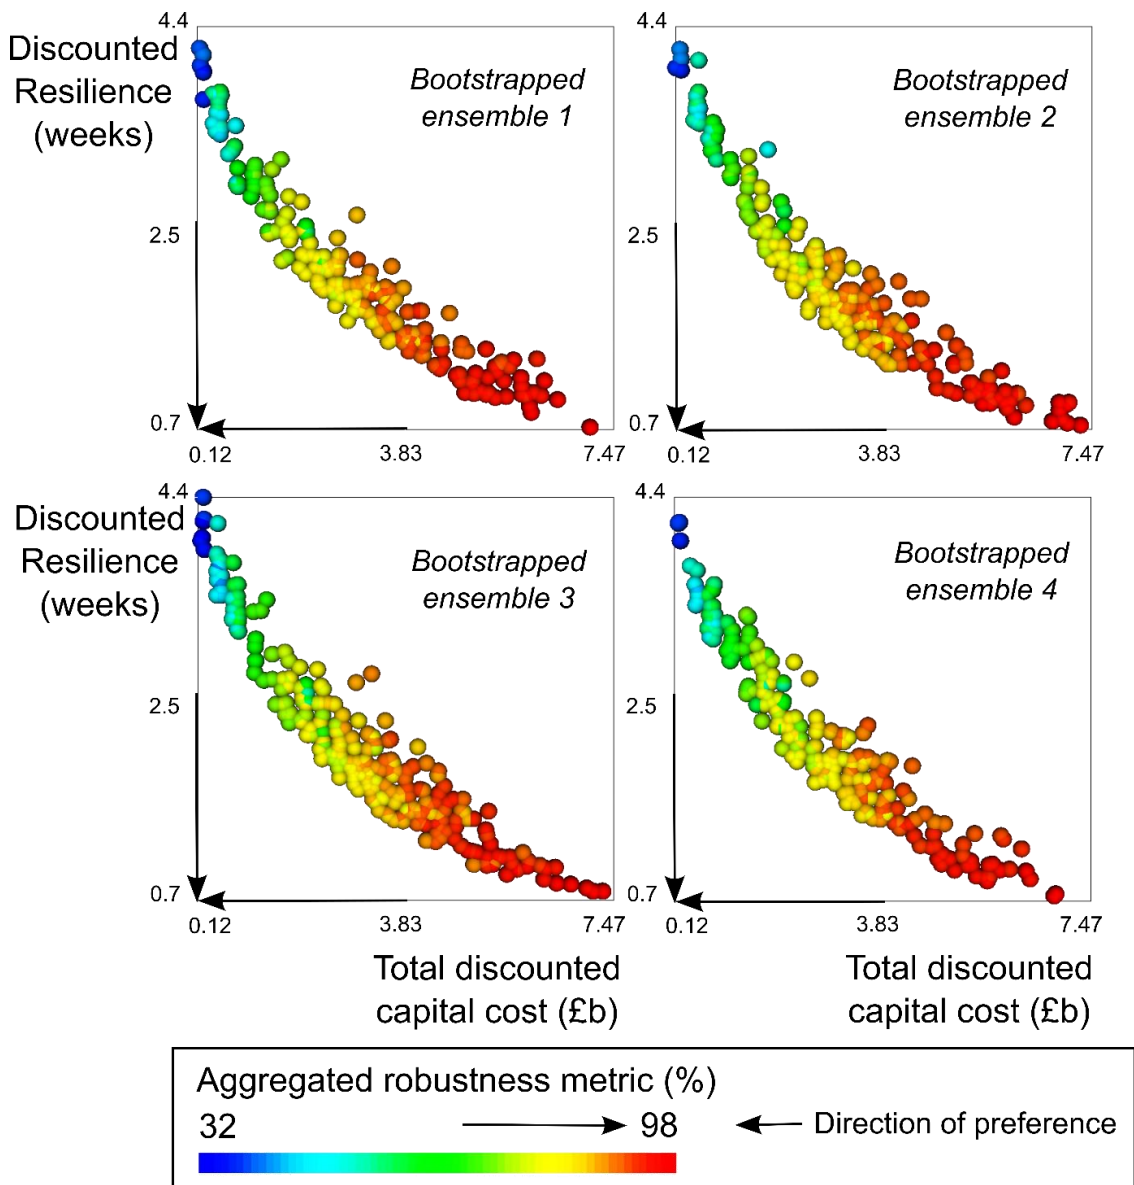 4.4
Discounted
Resilience
(weeks)
2.5
0.7
0.12
3.83
7.47
Bootstrapped
ensemble 1
4.4
2.5
0.7
0.12
3.83
7.47
Bootstrapped
ensemble 2
4.4
Discounted
Resilience
(weeks)
2.5
0.7
0.12
3.83
7.47
Bootstrapped
ensemble 3
Total discounted
capital cost (£b)
4.4
2.5
0.7
0.12
3.83
7.47
Bootstrapped
ensemble 4
Total discounted
capital cost (£b)
Aggregated robustness metric (%)
32
98
Direction of preference